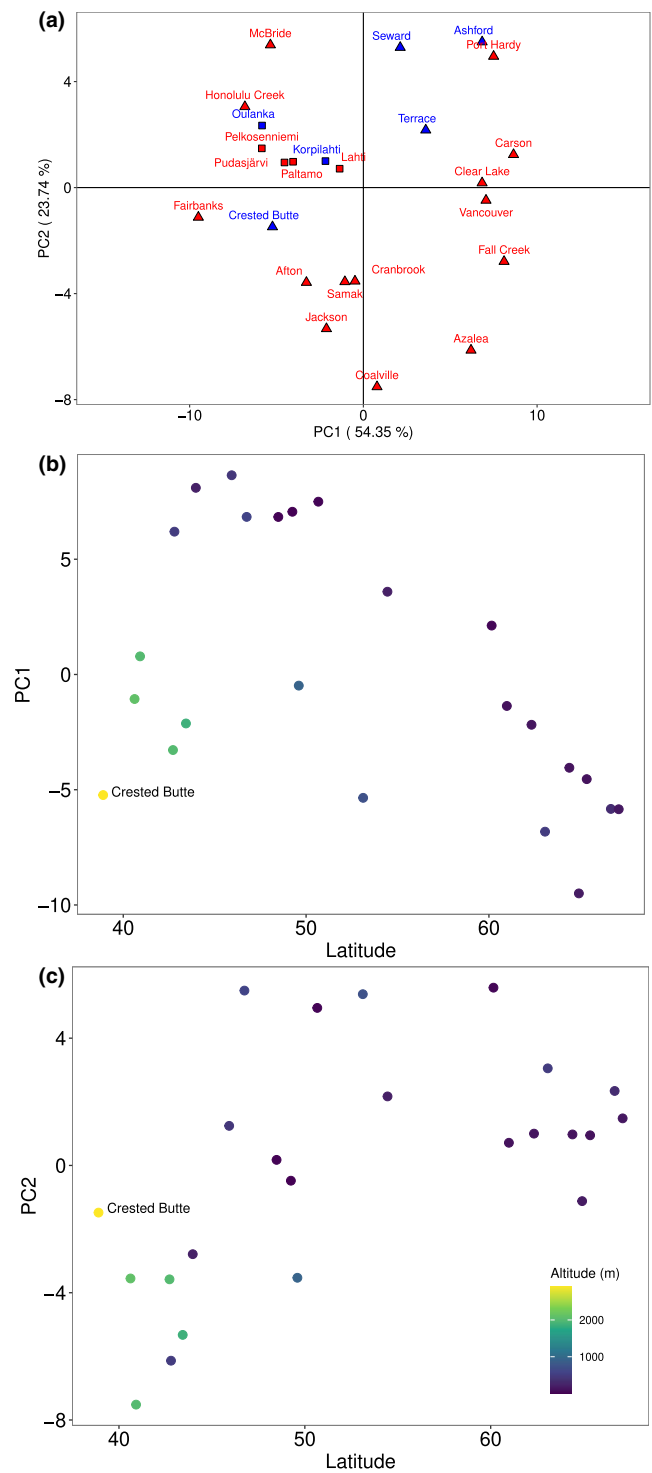 (a)
McBride
Seward
Ashford
Port Hardy
Honolulu Creek
Oulanka
Terrace
Pelkosenniemi
Korpilahti
Carson
Pudasjärvi
Lahti
Paltamo
Clear Lake
Fairbanks
Crested Butte
Vancouver
Fall Creek
Afton
Cranbrook
Samak
Jackson
Azalea
Coalville
4
0
−4
−8
PC2 ( 23.74 %)
−10 0 10
PC1 ( 54.35 %)
(b)
5
0
−5
−10
PC1
Crested Butte
40 50 60
Latitude
(c)
4
0
−4
−8
PC2
Crested Butte
Altitude (m)
2000
1000
40 50 60
Latitude